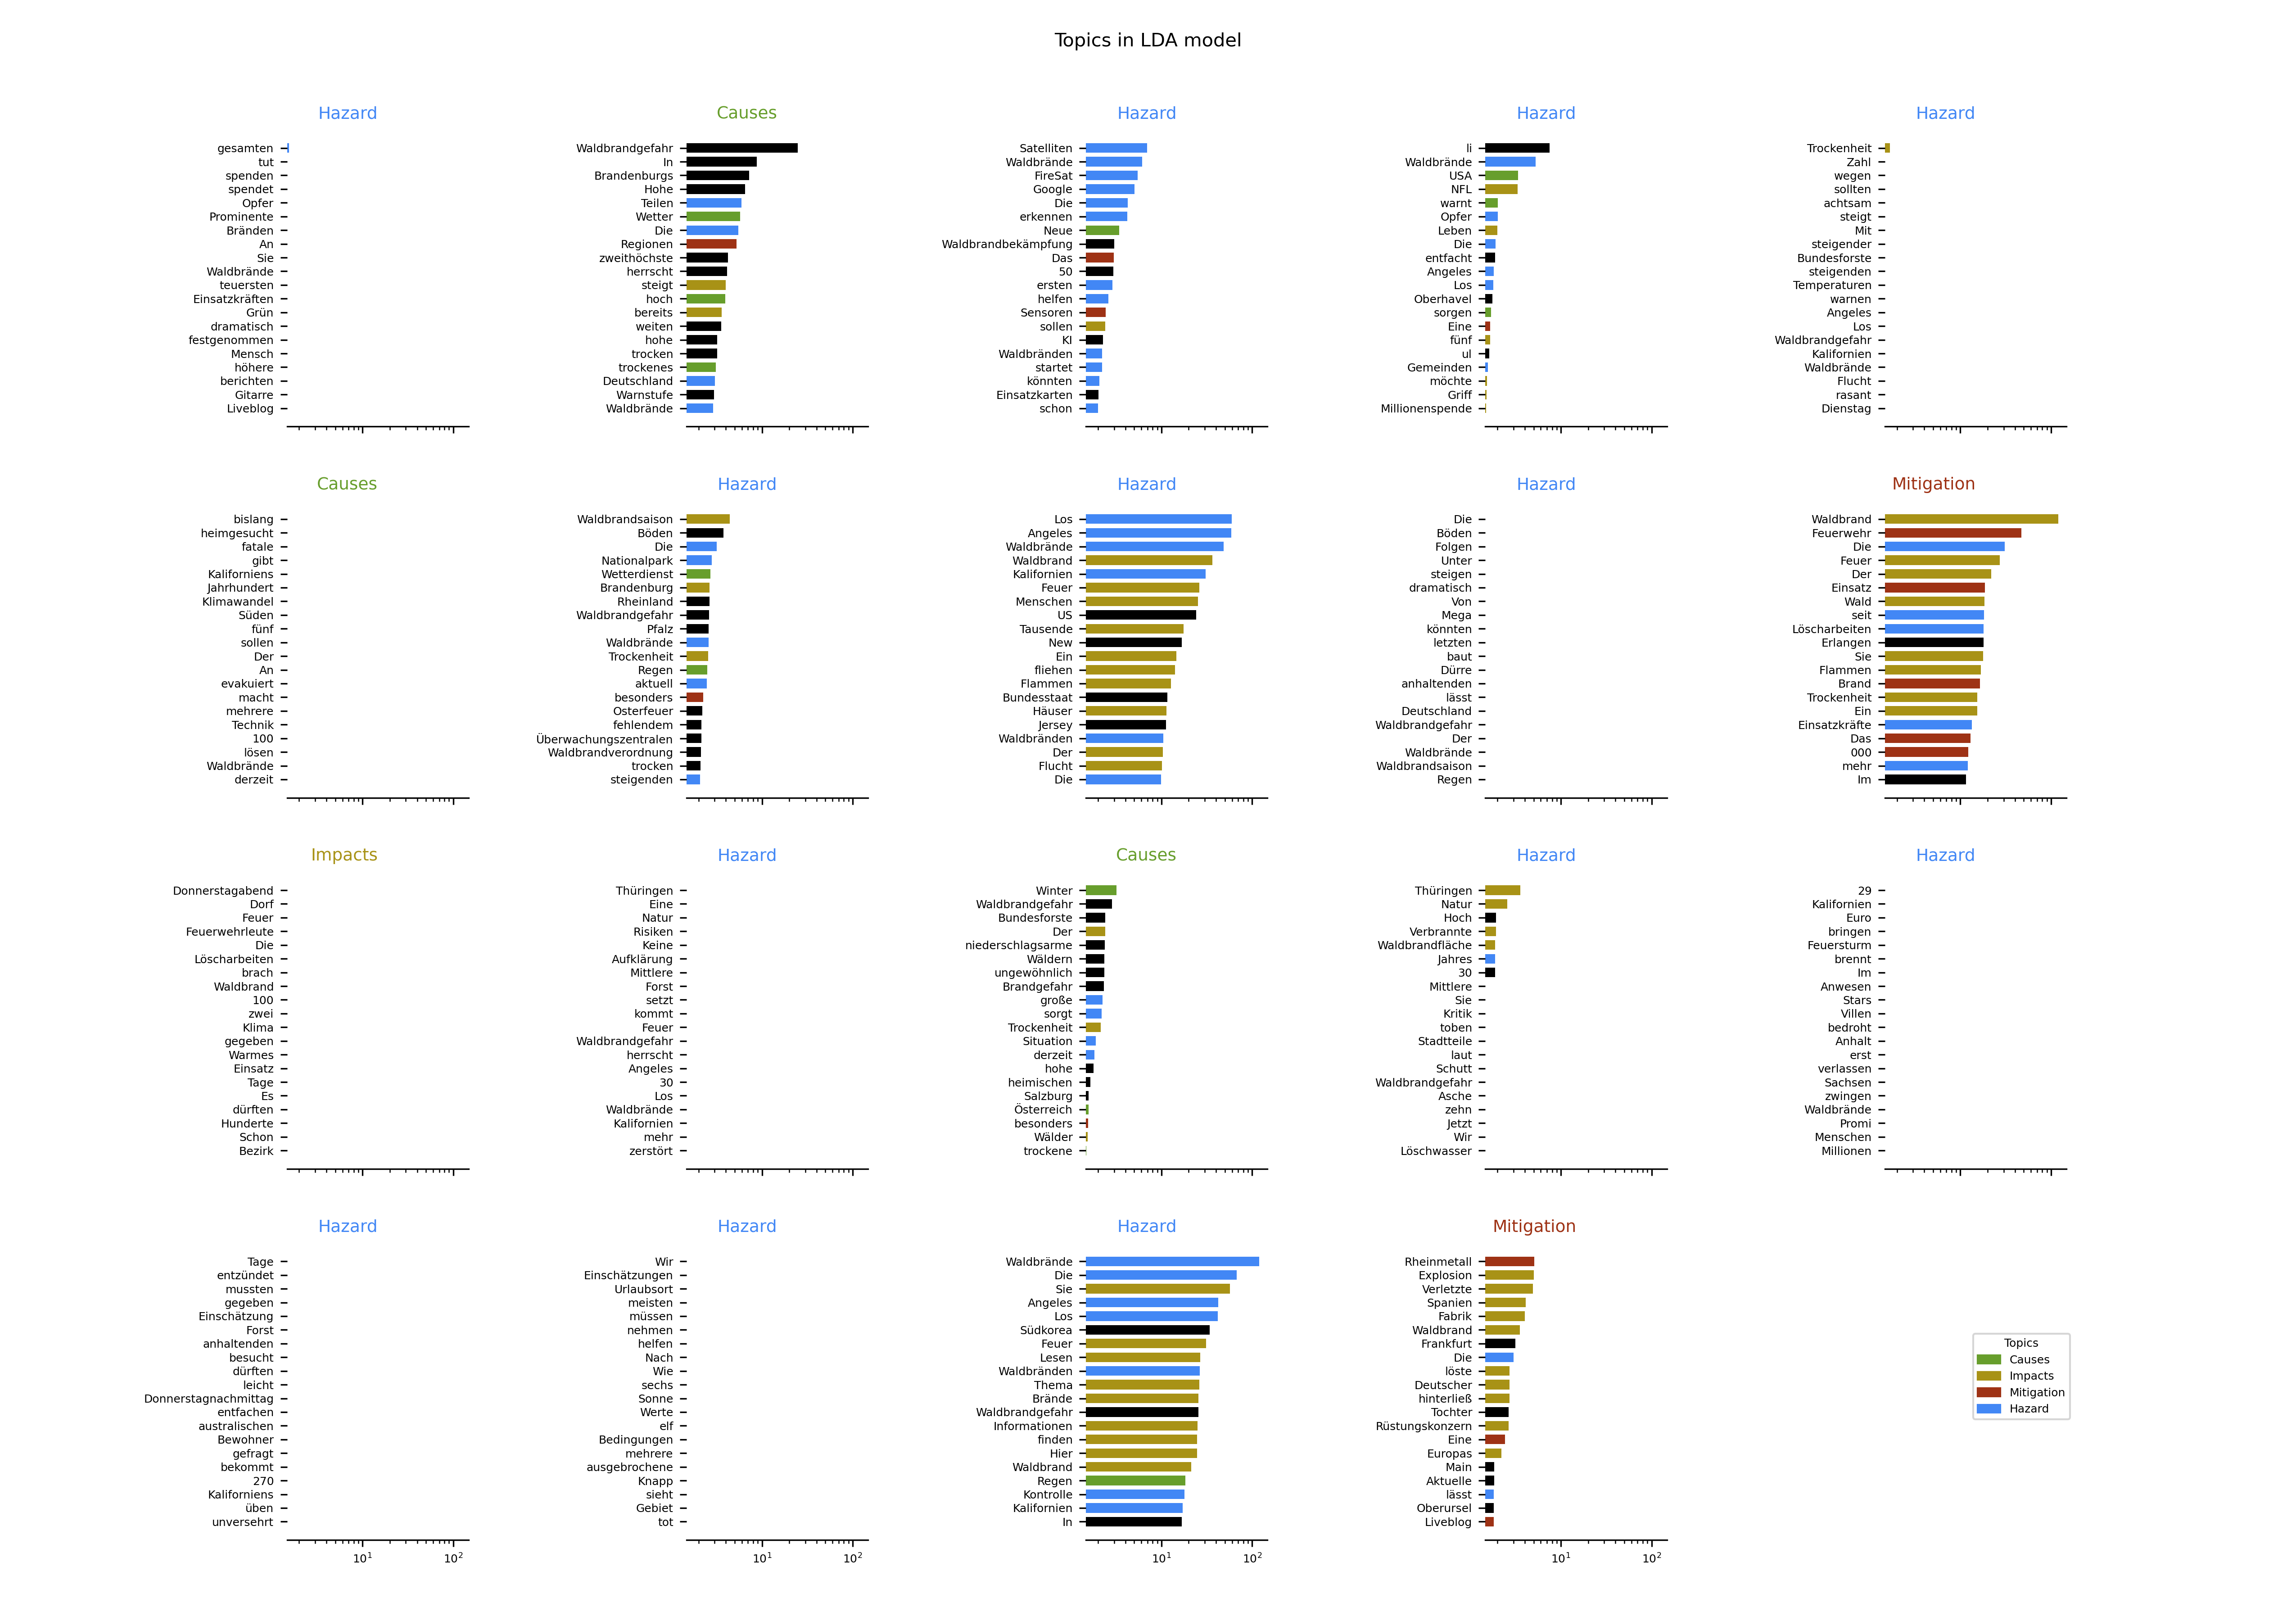 Topics in LDA model
Hazard
gesamten
tut
spenden
spendet
Opfer
Prominente
Bränden
An
Sie
Waldbrände
teuersten
Einsatzkräften
Grün
dramatisch
festgenommen
Mensch
höhere
berichten
Gitarre
Liveblog
Causes
Waldbrandgefahr
In
Brandenburgs
Hohe
Teilen
Wetter
Die
Regionen
zweithöchste
herrscht
steigt
hoch
bereits
weiten
hohe
trocken
trockenes
Deutschland
Warnstufe
Waldbrände
Hazard
Satelliten
Waldbrände
FireSat
Google
Die
erkennen
Neue
Waldbrandbekämpfung
Das
50
ersten
helfen
Sensoren
sollen
KI
Waldbränden
startet
könnten
Einsatzkarten
schon
Hazard
li
Waldbrände
USA
NFL
warnt
Opfer
Leben
Die
entfacht
Angeles
Los
Oberhavel
sorgen
Eine
fünf
ul
Gemeinden
möchte
Griff
Millionenspende
Hazard
Trockenheit
Zahl
wegen
sollten
achtsam
steigt
Mit
steigender
Bundesforste
steigenden
Temperaturen
warnen
Angeles
Los
Waldbrandgefahr
Kalifornien
Waldbrände
Flucht
rasant
Dienstag
Causes
bislang
heimgesucht
fatale
gibt
Kaliforniens
Jahrhundert
Klimawandel
Süden
fünf
sollen
Der
An
evakuiert
macht
mehrere
Technik
100
lösen
Waldbrände
derzeit
Hazard
Waldbrandsaison
Böden
Die
Nationalpark
Wetterdienst
Brandenburg
Rheinland
Waldbrandgefahr
Pfalz
Waldbrände
Trockenheit
Regen
aktuell
besonders
Osterfeuer
fehlendem
Überwachungszentralen
Waldbrandverordnung
trocken
steigenden
Hazard
Los
Angeles
Waldbrände
Waldbrand
Kalifornien
Feuer
Menschen
US
Tausende
New
Ein
fliehen
Flammen
Bundesstaat
Häuser
Jersey
Waldbränden
Der
Flucht
Die
Hazard
Die
Böden
Folgen
Unter
steigen
dramatisch
Von
Mega
könnten
letzten
baut
Dürre
anhaltenden
lässt
Deutschland
Waldbrandgefahr
Der
Waldbrände
Waldbrandsaison
Regen
Mitigation
Waldbrand
Feuerwehr
Die
Feuer
Der
Einsatz
Wald
seit
Löscharbeiten
Erlangen
Sie
Flammen
Brand
Trockenheit
Ein
Einsatzkräfte
Das
000
mehr
Im
Impacts
Donnerstagabend
Dorf
Feuer
Feuerwehrleute
Die
Löscharbeiten
brach
Waldbrand
100
zwei
Klima
gegeben
Warmes
Einsatz
Tage
Es
dürften
Hunderte
Schon
Bezirk
Hazard
Thüringen
Eine
Natur
Risiken
Keine
Aufklärung
Mittlere
Forst
setzt
kommt
Feuer
Waldbrandgefahr
herrscht
Angeles
30
Los
Waldbrände
Kalifornien
mehr
zerstört
Causes
Winter
Waldbrandgefahr
Bundesforste
Der
niederschlagsarme
Wäldern
ungewöhnlich
Brandgefahr
große
sorgt
Trockenheit
Situation
derzeit
hohe
heimischen
Salzburg
Österreich
besonders
Wälder
trockene
Hazard
Thüringen
Natur
Hoch
Verbrannte
Waldbrandfläche
Jahres
30
Mittlere
Sie
Kritik
toben
Stadtteile
laut
Schutt
Waldbrandgefahr
Asche
zehn
Jetzt
Wir
Löschwasser
Hazard
29
Kalifornien
Euro
bringen
Feuersturm
brennt
Im
Anwesen
Stars
Villen
bedroht
Anhalt
erst
verlassen
Sachsen
zwingen
Waldbrände
Promi
Menschen
Millionen
Hazard
Tage
entzündet
mussten
gegeben
Einschätzung
Forst
anhaltenden
besucht
dürften
leicht
Donnerstagnachmittag
entfachen
australischen
Bewohner
gefragt
bekommt
270
Kaliforniens
üben
unversehrt
10¹ 10²
Hazard
Wir
Einschätzungen
Urlaubsort
meisten
müssen
nehmen
helfen
Nach
Wie
sechs
Sonne
Werte
elf
Bedingungen
mehrere
ausgebrochene
Knapp
sieht
Gebiet
tot
10¹ 10²
Hazard
Waldbrände
Die
Sie
Angeles
Los
Südkorea
Feuer
Lesen
Waldbränden
Thema
Brände
Waldbrandgefahr
Informationen
finden
Hier
Waldbrand
Regen
Kontrolle
Kalifornien
In
10¹ 10²
Mitigation
Rheinmetall
Explosion
Verletzte
Spanien
Fabrik
Waldbrand
Frankfurt
Die
löste
Deutscher
hinterließ
Tochter
Rüstungskonzern
Eine
Europas
Main
Aktuelle
lässt
Oberursel
Liveblog
10¹ 10²
Topics
Causes
Impacts
Mitigation
Hazard